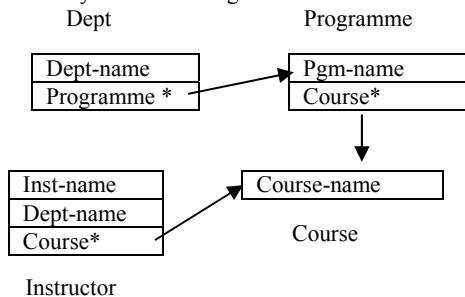 Dept
Programme
Dept-name
Programme *
Pgm-name
Course*
Inst-name
Dept-name
Course*
Course-name
Course
Instructor